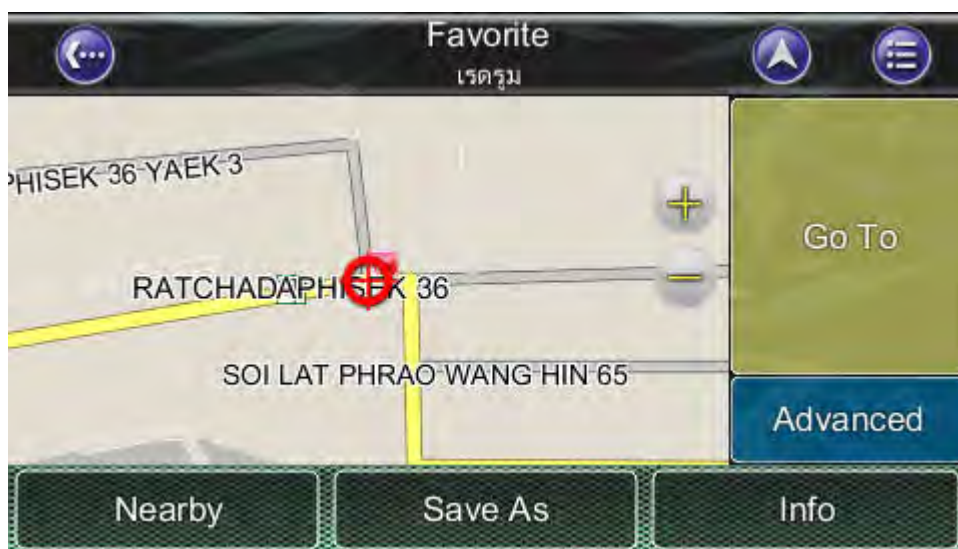 Favorite
เรดรูม
PHISEK 36 YAEK 3
Go To
RATCHADAPHISEK 36
SOI LAT PHRAO WANG HIN 65
Advanced
Nearby
Save As
Info